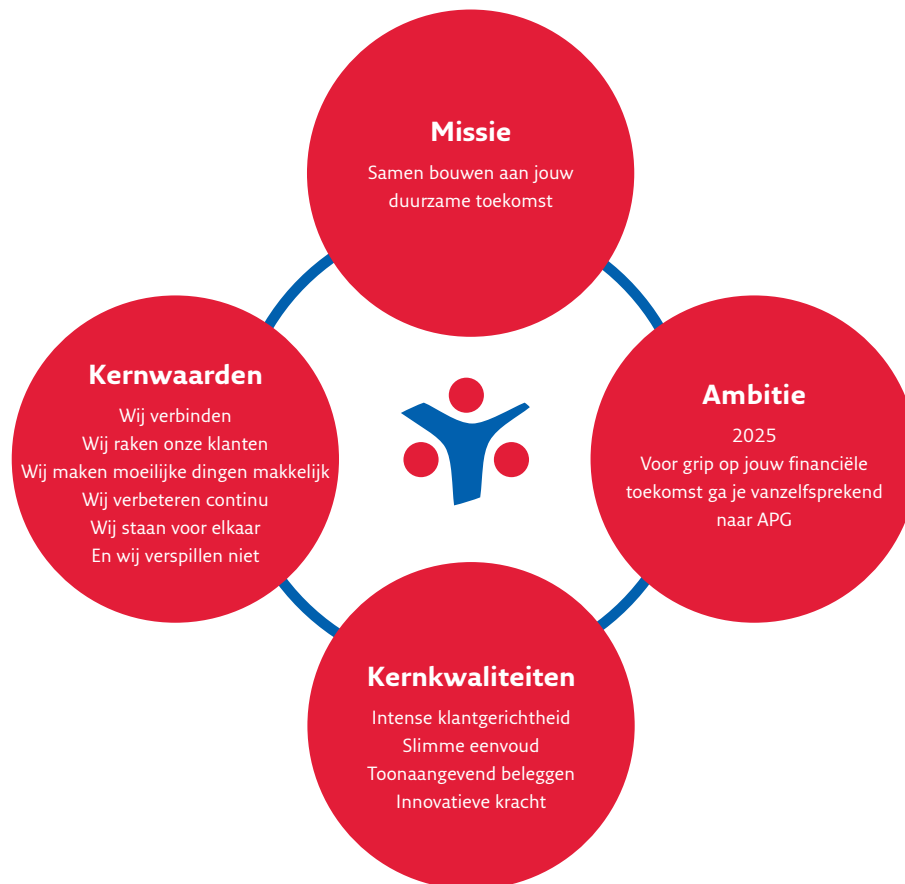 Missie
Samen bouwen aan jouw
duurzame toekomst
Kernwaarden
Wij verbinden
Wij raken onze klanten
Wij maken moeilijke dingen makkelijk
Wij verbeteren continu
Wij staan voor elkaar
En wij verspillen niet
Ambitie
2025
Voor grip op jouw financiële
toekomst ga je vanzelfsprekend
naar APG
Kernkwaliteiten
Intense klantgerichtheid
Slimme eenvoud
Toonaangevend beleggen
Innovatieve kracht